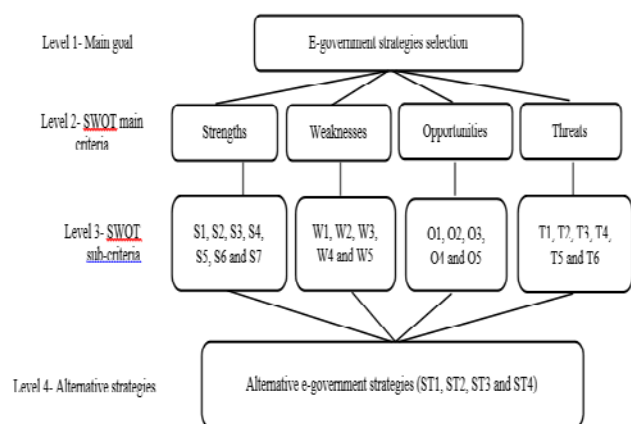 Level 1- Main goal
E-government strategies selection
Level 2- SWOT main
criteria
Strengths
Weaknesses
Opportunities
Threats
Level 3- SWOT
sub-criteria
S1, S2, S3, S4,
S5, S6 and S7
W1, W2, W3,
W4 and W5
O1, O2, O3,
O4 and O5
T1, T2, T3, T4,
T5 and T6
Level 4- Alternative strategies
Alternative e-government strategies (ST1, ST2, ST3 and ST4)